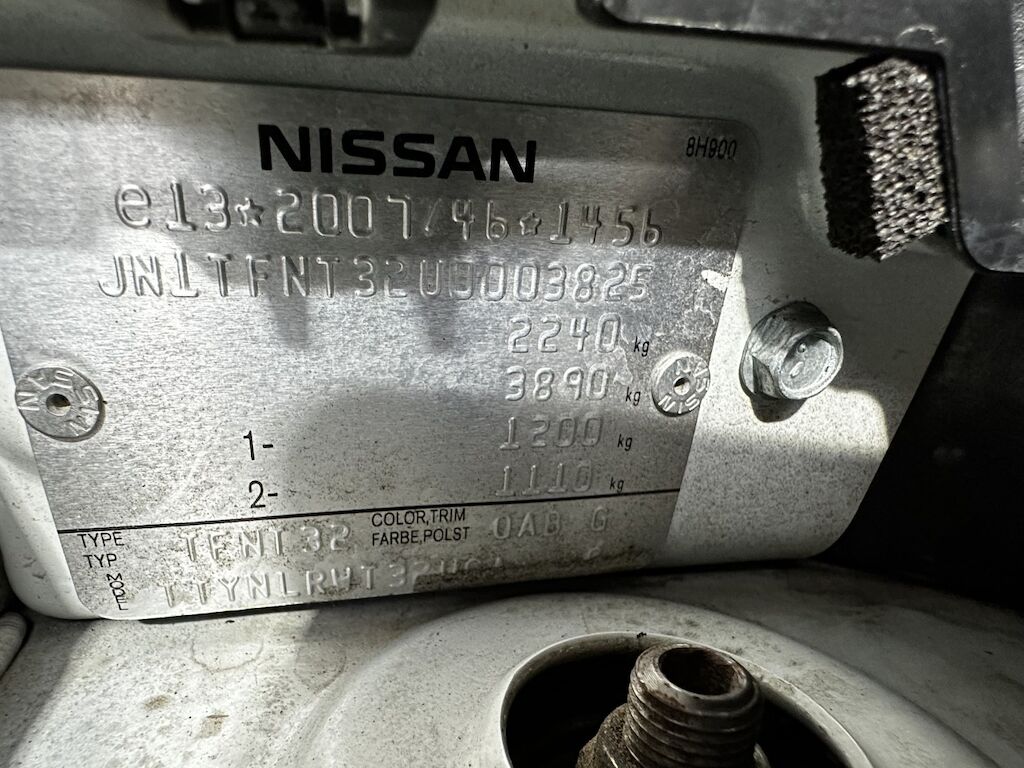 NISSAN
8H900
e13*2007/46*1456
JN1TFNT32U0003825
2240 kg
3890 kg
1- 1200 kg
2- 1110 kg
TYPE
TYP
TFNT32
COLOR,TRIM
FARBE,POLST
QAB G
MODEL
NISSAN